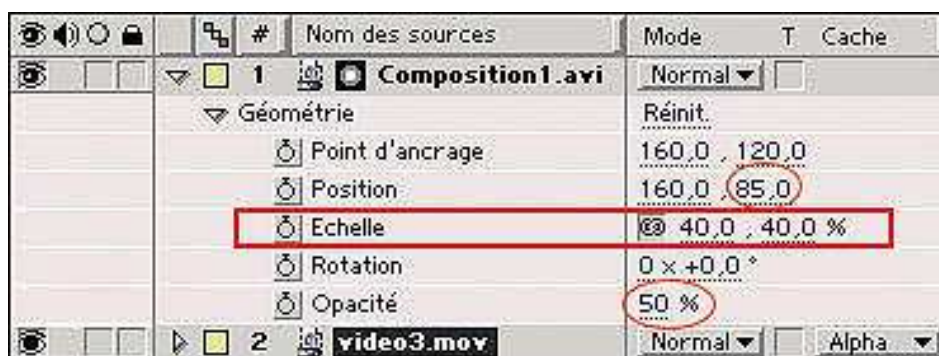 # Nom des sources Mode T Cache
1 Composition1.avi Normal
Géométrie Réinit.
Point d'ancrage 160,0 , 120,0
Position 160,0 , 85,0
Echelle 40,0 , 40,0 %
Rotation 0 x +0,0 °
Opacité 50 %
2 video3.mov Normal Alpha